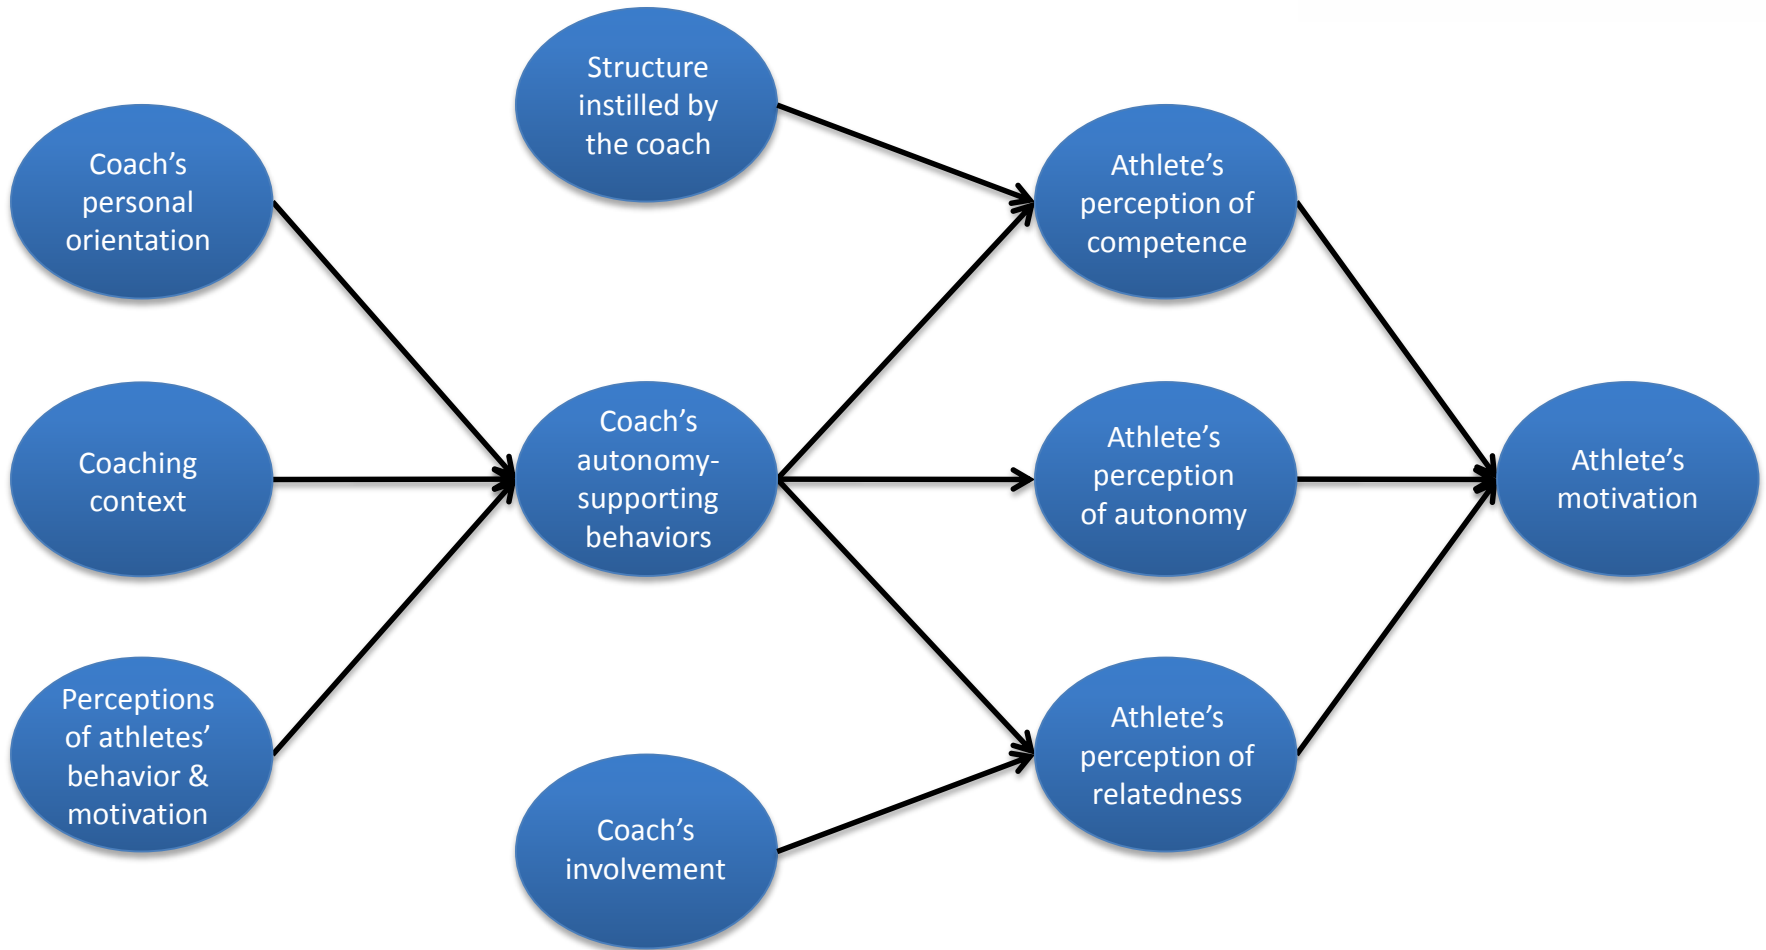 Structure
instilled by
the coach
Coach’s
personal
orientation
Athlete’s
perception of
competence
Coaching
context
Coach’s
autonomy-
supporting
behaviors
Athlete’s
perception
of autonomy
Athlete’s
motivation
Perceptions
of athletes’
behavior &
motivation
Athlete’s
perception of
relatedness
Coach’s
involvement